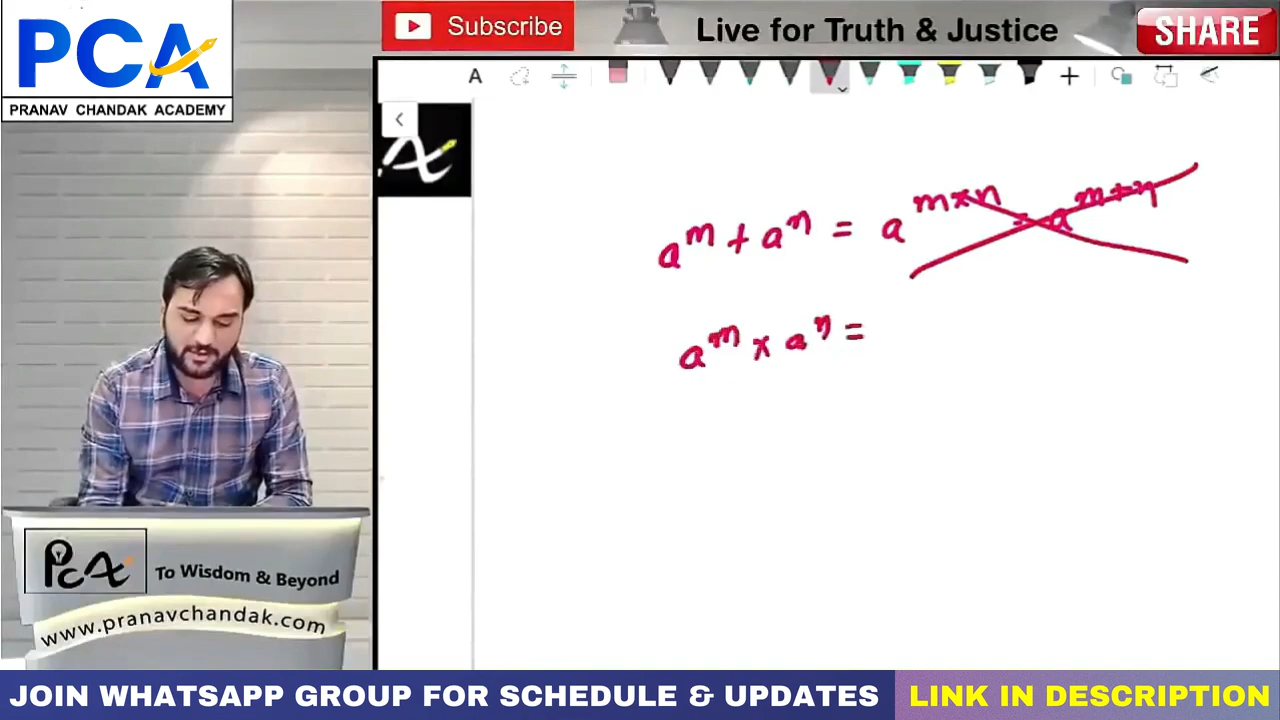 PCA
PRANAV CHANDAK ACADEMY
Subscribe
Live for Truth & Justice
SHARE
A
a^m + a^n = a^{m×n} = a^{m+n}
a^m × a^n =
PCA
To Wisdom & Beyond
www.pranavchandak.com
JOIN WHATSAPP GROUP FOR SCHEDULE & UPDATES
LINK IN DESCRIPTION